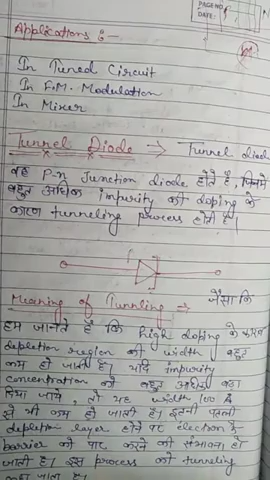 PAGE NO
DATE:
Applications :-
In Tuned Circuit
In F.M. Modulation
In Mixer
Tunnel Diode → Tunnel diode
वह P-n Junction diode होते है, जिनमे
बहुत अधिक impurity की doping के
कारण tunneling process होती है।
Meaning of Tunnling → जैसा कि
हम जानते है कि high doping के कारण
depletion region की width बहुत
कम हो जाती है। यदि impurity
concentration को बहुत अधिक बढ़ा
दिया जाये, तो यह width 100 Å
से भी कम हो जाती है। इतनी पतली
depletion layer होने पर electron के
barrier को पार करने की संभावना हो
जाती है। इस process को tunneling
कहा जाता है।